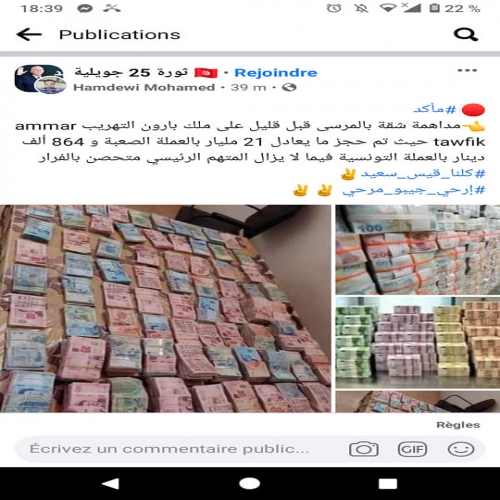 18:39 22 %
Publications
ثورة 25 جويلية 🇹🇳 · Rejoindre
Hamdewi Mohamed · 39 m ·
🔴 #مأكد
👈مداهمة شقة بالمرسى قبل قليل على ملك بارون التهريب ammar
tawfik حيث تم حجز ما يعادل 21 مليار بالعملة الصعبة و 864 ألف
دينار بالعملة التونسية فيما لا يزال المتهم الرئيسي متحصن بالفرار
#كلنا_قيس_سعيد✌
#إرحي_جيبو_مرحي ✌ ✌
Règles
Écrivez un commentaire public...
GIF